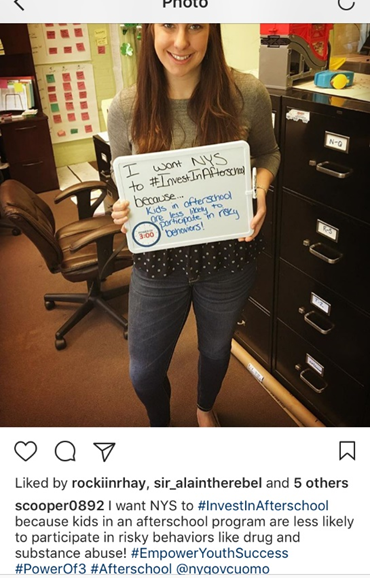 Photo
I want NYS
to #InvestInAfterschool
because...
Kids in afterschool
are less likely to
participate in risky
behaviors!
3:00
N-Q
Liked by rockiinrhay, sir_alaintherebel and 5 others
scooper0892 I want NYS to #InvestInAfterschool
because kids in an afterschool program are less likely
to participate in risky behaviors like drug and
substance abuse! #EmpowerYouthSuccess
#PowerOf3 #Afterschool @nygovcuomo